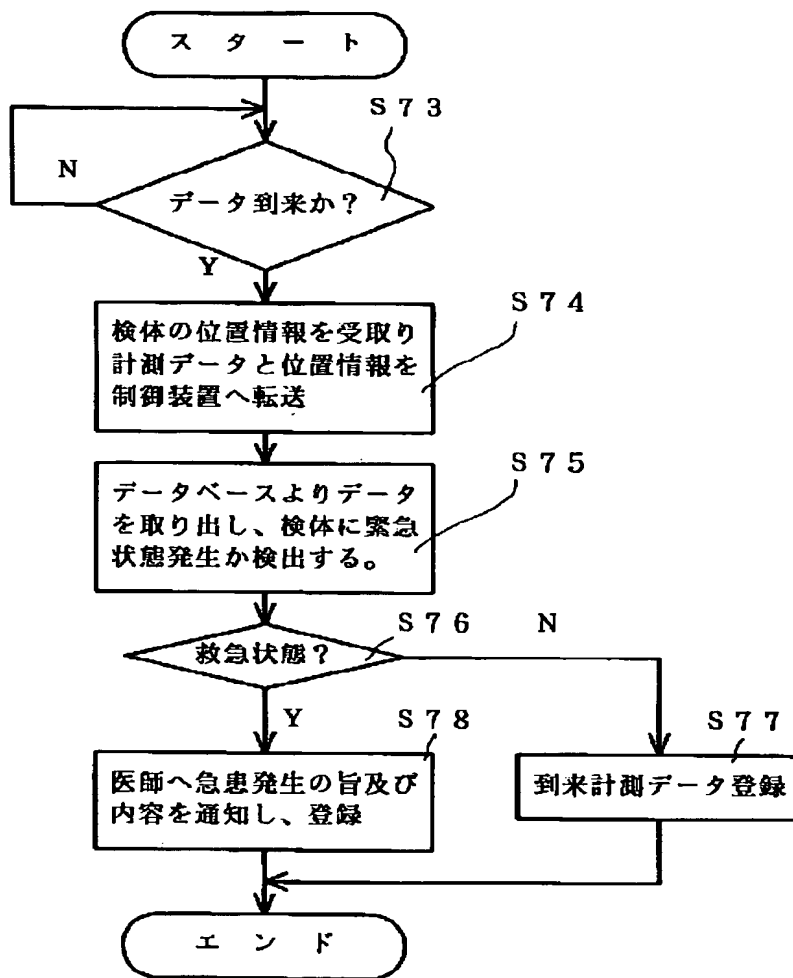 スタート
S73
N
データ到来か?
Y
S74
検体の位置情報を受取り
計測データと位置情報を
制御装置へ転送
S75
データベースよりデータ
を取り出し、検体に緊急
状態発生か検出する。
S76
N
救急状態?
Y
S78
S77
医師へ急患発生の旨及び
内容を通知し、登録
到来計測データ登録
エンド